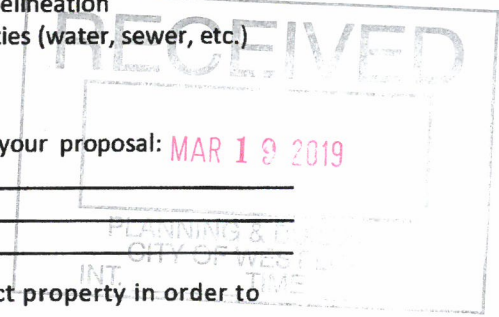 elineation
ties (water, sewer, etc.)
RECEIVED
your proposal: MAR 19 2019
PLANNING &
CITY OF WES
INT. TIME
ct property in order to